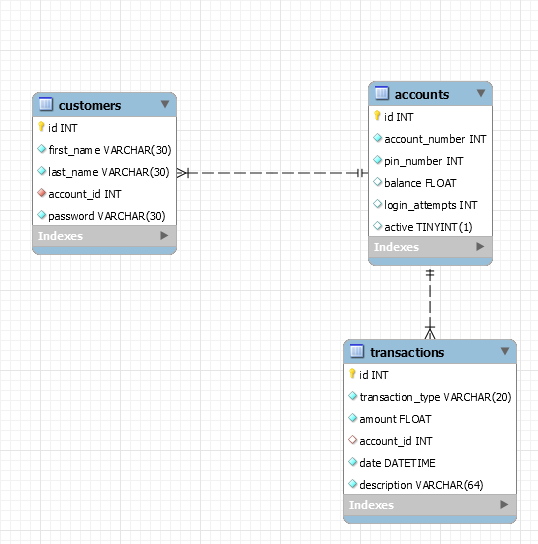 customers
id INT
first_name VARCHAR(30)
last_name VARCHAR(30)
account_id INT
password VARCHAR(30)
Indexes
accounts
id INT
account_number INT
pin_number INT
balance FLOAT
login_attempts INT
active TINYINT(1)
Indexes
transactions
id INT
transaction_type VARCHAR(20)
amount FLOAT
account_id INT
date DATETIME
description VARCHAR(64)
Indexes